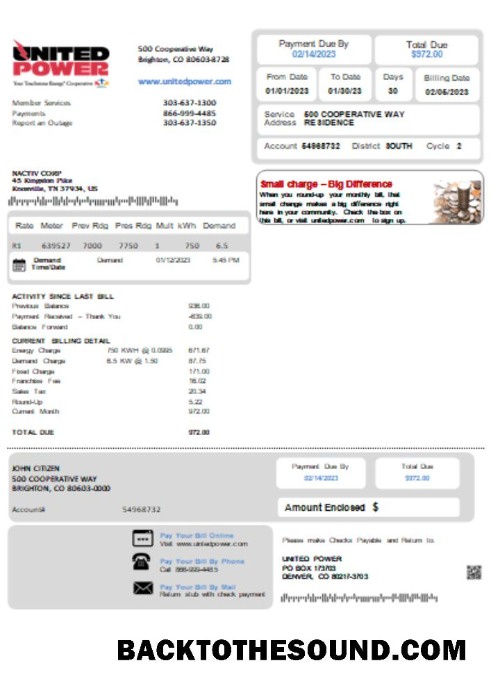 UNITED
POWER
Your Touchstone Energy® Cooperative
500 Cooperative Way
Brighton, CO 80603-8728
www.unitedpower.com
Member Services 303-637-1300
Payments 866-999-4485
Report an Outage 303-637-1350
Payment Due By Total Due
02/14/2023 $972.00
From Date To Date Days Billing Date
01/01/2023 01/30/23 30 02/06/2023
Service 500 COOPERATIVE WAY
Address RESIDENCE
Account 54968732 District SOUTH Cycle 2
NACTIV CORP
45 Kingston Pike
Knoxville, TN 37934, US
Small charge – Big Difference
When you round-up your monthly bill, that
small change makes a big difference right
here in your community. Check the box on
this bill, or visit unitedpower.com to sign up.
Rate Meter Prev Rdg Pres Rdg Mult kWh Demand
R1 639527 7000 7750 1 750 6.5
Demand Demand 01/12/2023 5:45 PM
Time/Date
ACTIVITY SINCE LAST BILL
Previous Balance 936.00
Payment Received – Thank You
Balance Forward 0.00
CURRENT BILLING DETAIL
Energy Charge 750 KWH @ 0.0995 671.67
Demand Charge 6.5 KW @ 1.50 87.75
Fixed Charge 171.00
Franchise Fee 16.02
Sales Tax 20.34
Round-Up 5.22
Current Month 972.00
TOTAL DUE 972.00
JOHN CITIZEN
500 COOPERATIVE WAY
BRIGHTON, CO 80603-0000
Account# 54968732
Payment Due By Total Due
02/14/2023 $972.00
Amount Enclosed $
Pay Your Bill Online
Visit www.unitedpower.com
Pay Your Bill By Phone
Call 866-999-4485
Pay Your Bill By Mail
Return stub with check payment
Please make Checks Payable and Return to.
UNITED POWER
PO BOX 173703
DENVER, CO 80217-3703
BACKTOTHESOUND.COM